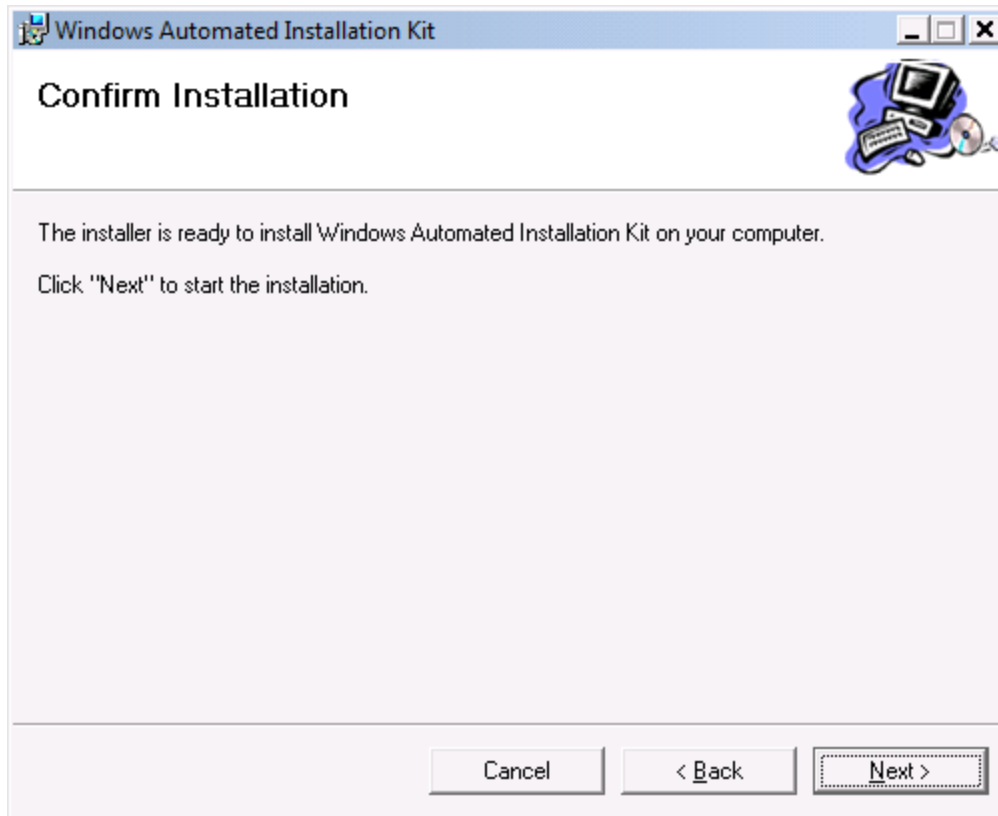 Windows Automated Installation Kit
Confirm Installation
The installer is ready to install Windows Automated Installation Kit on your computer.
Click "Next" to start the installation.
Cancel
< Back
Next >